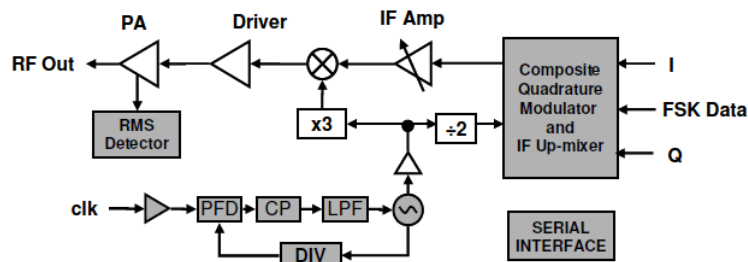 PA
Driver
IF Amp
RF Out
RMS
Detector
x3
÷2
Composite
Quadrature
Modulator
and
IF Up-mixer
I
FSK Data
Q
clk
PFD
CP
LPF
DIV
SERIAL
INTERFACE